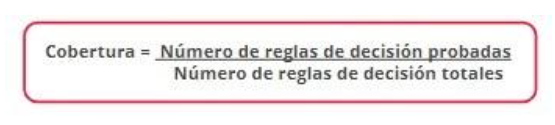 Cobertura = Número de reglas de decisión probadas
Número de reglas de decisión totales